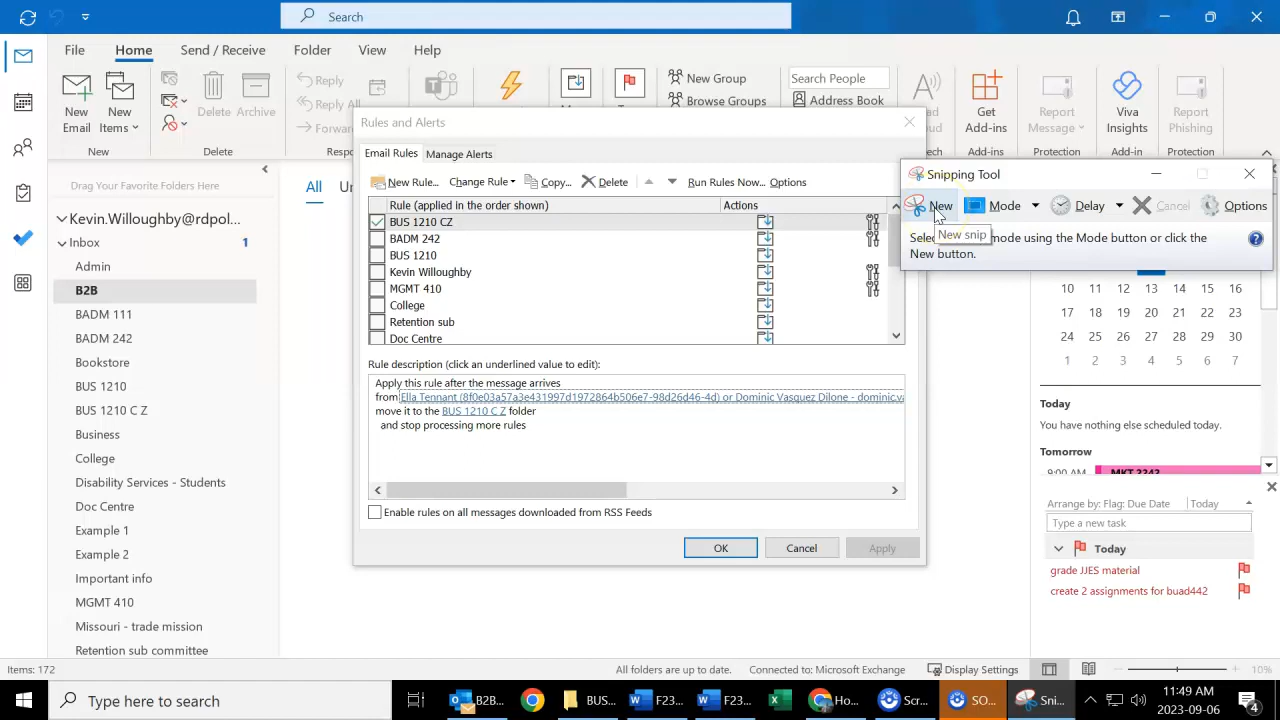 Search
File Home Send / Receive Folder View Help
New Email
New Items
New
Delete
Archive
Delete
Reply
Reply All
Forward
New Group
Browse Groups
Search People
Address Book
Get Add-ins
Add-ins
Report Message
Protection
Viva Insights
Add-in
Report Phishing
Protection
Drag Your Favorite Folders Here
Kevin.Willoughby@rdpol...
Inbox 1
Admin
B2B
BADM 111
BADM 242
Bookstore
BUS 1210
BUS 1210 C Z
Business
College
Disability Services - Students
Doc Centre
Example 1
Example 2
Important info
MGMT 410
Missouri - trade mission
Retention sub committee
All
Rules and Alerts
Email Rules Manage Alerts
New Rule... Change Rule Copy... Delete Run Rules Now... Options
Rule (applied in the order shown) Actions
BUS 1210 CZ
BADM 242
BUS 1210
Kevin Willoughby
MGMT 410
College
Retention sub
Doc Centre
Rule description (click an underlined value to edit):
Apply this rule after the message arrives
from Ella Tennant (8f0e03a57a3e431997d1972864b506e7-98d26d46-4d) or Dominic Vasquez Dilone - dominic.va
move it to the BUS 1210 C Z folder
and stop processing more rules
Enable rules on all messages downloaded from RSS Feeds
OK Cancel Apply
Snipping Tool
New Mode Delay Cancel Options
New snip
mode using the Mode button or click the
New button.
10 11 12 13 14 15 16
17 18 19 20 21 22 23
24 25 26 27 28 29 30
1 2 3 4 5 6 7
Today
You have nothing else scheduled today.
Tomorrow
9:00 AM MKT 3343
Arrange by: Flag: Due Date Today
Type a new task
Today
grade JJES material
create 2 assignments for buad442
Items: 172 All folders are up to date. Connected to: Microsoft Exchange Display Settings 10%
Type here to search
B2B... BUS... F23... F23... Ho... Scr... SO... Sni...
11:49 AM
2023-09-06
4